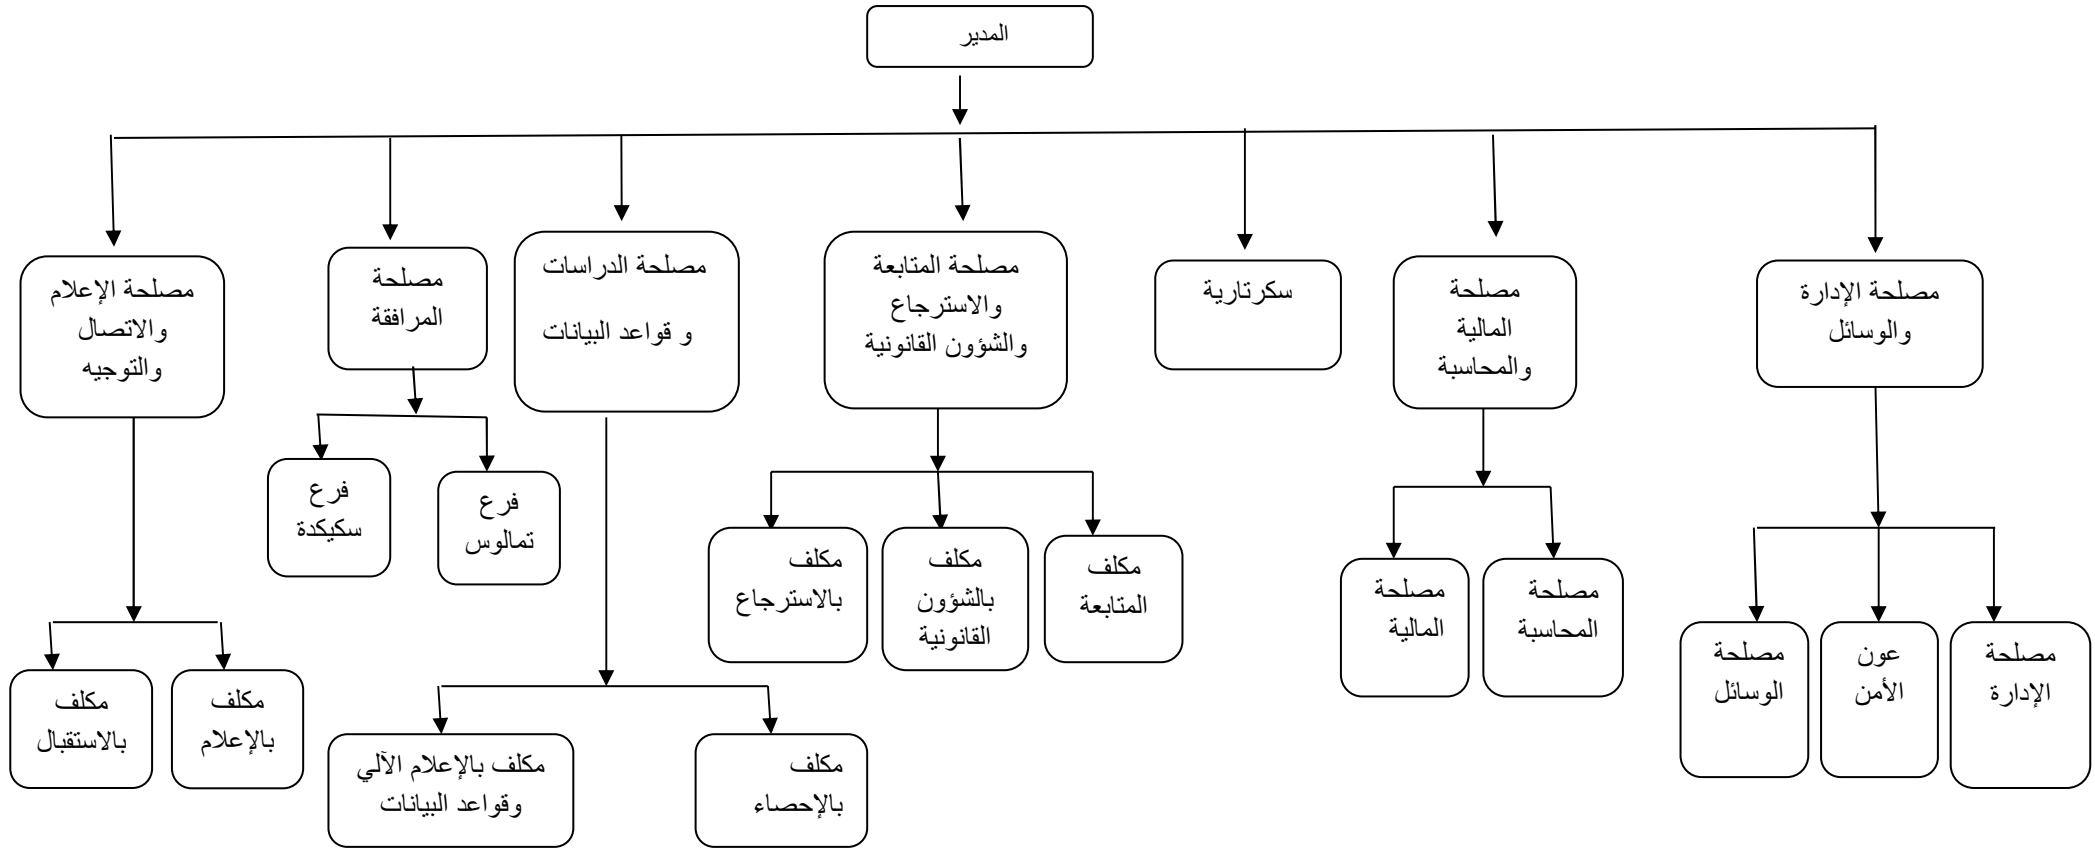 المدير
مصلحة الإدارة
والوسائل
مصلحة
المالية
والمحاسبة
سكرتارية
مصلحة المتابعة
والاسترجاع
والشؤون القانونية
مصلحة الدراسات
و قواعد البيانات
مصلحة
المرافقة
مصلحة الإعلام
والاتصال
والتوجيه
مصلحة
الإدارة
عون
الأمن
مصلحة
الوسائل
مصلحة
المحاسبة
مصلحة
المالية
مكلف
المتابعة
مكلف
بالشؤون
القانونية
مكلف
بالاسترجاع
فرع
تمالوس
فرع
سكيكدة
مكلف
بالإحصاء
مكلف بالإعلام الآلي
وقواعد البيانات
مكلف
بالإعلام
مكلف
بالاستقبال